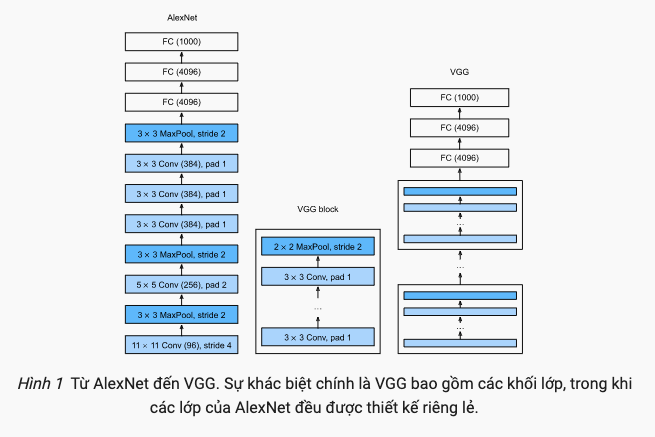 AlexNet
FC (1000)
FC (4096)
FC (4096)
3 × 3 MaxPool, stride 2
3 × 3 Conv (384), pad 1
3 × 3 Conv (384), pad 1
3 × 3 Conv (384), pad 1
3 × 3 MaxPool, stride 2
5 × 5 Conv (256), pad 2
3 × 3 MaxPool, stride 2
11 × 11 Conv (96), stride 4
VGG block
2 × 2 MaxPool, stride 2
3 × 3 Conv, pad 1
...
3 × 3 Conv, pad 1
VGG
FC (1000)
FC (4096)
FC (4096)
...
...
...
Hình 1 Từ AlexNet đến VGG. Sự khác biệt chính là VGG bao gồm các khối lớp, trong khi
các lớp của AlexNet đều được thiết kế riêng lẻ.